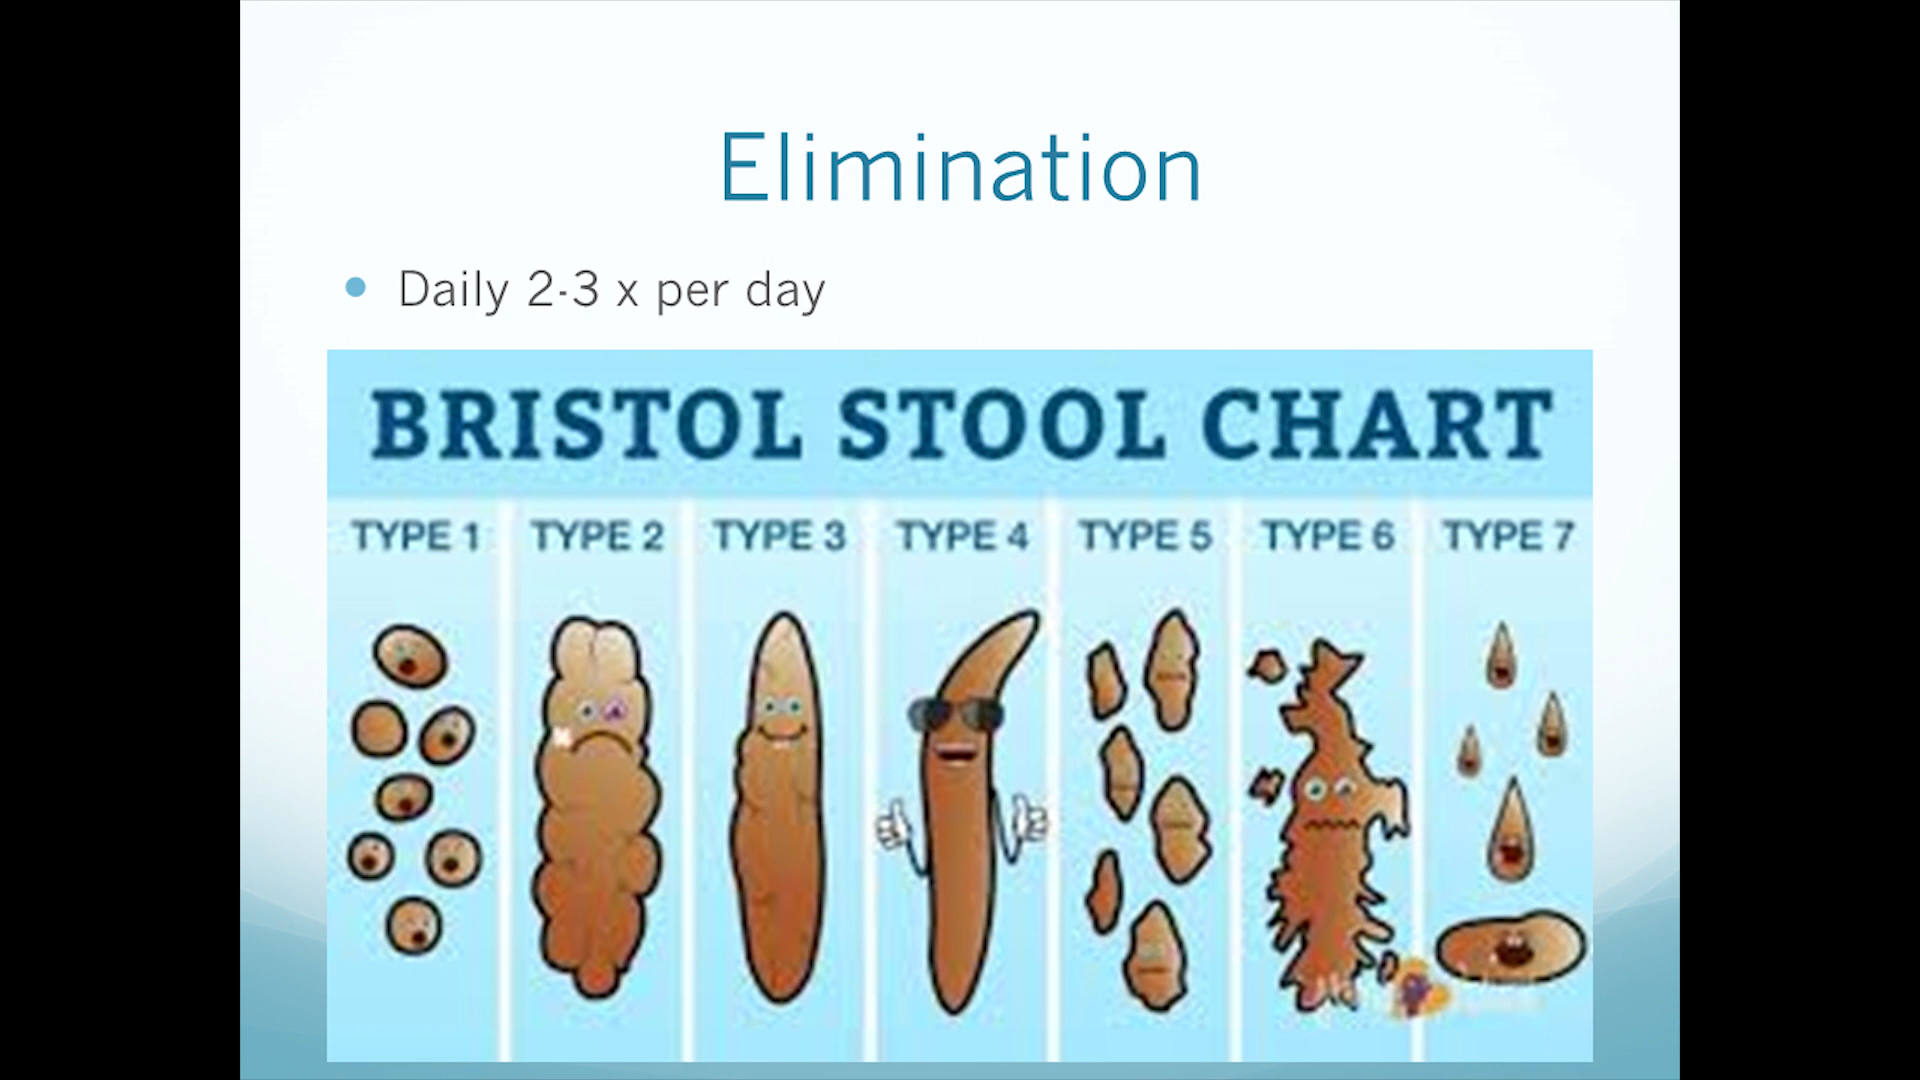 Elimination
Daily 2-3 x per day
BRISTOL STOOL CHART
TYPE 1 TYPE 2 TYPE 3 TYPE 4 TYPE 5 TYPE 6 TYPE 7